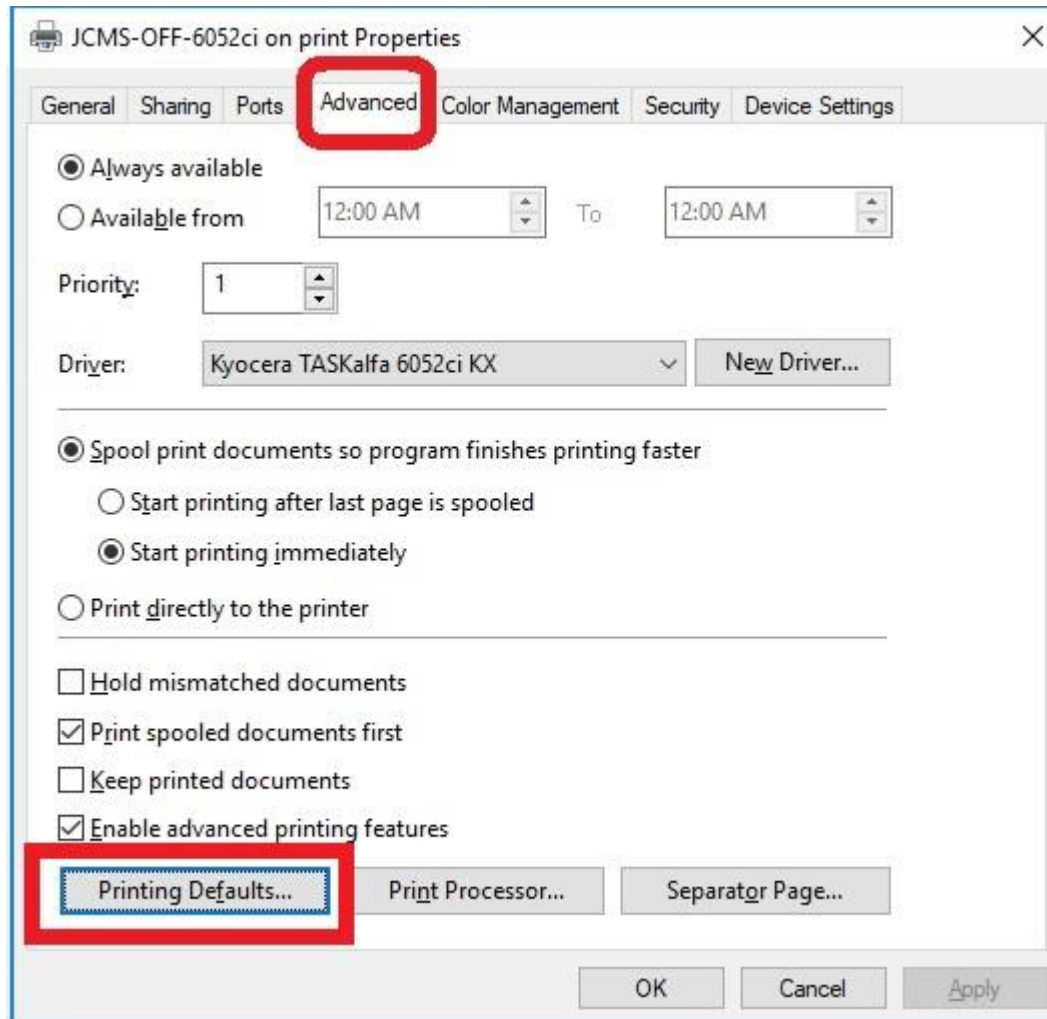 JCMS-OFF-6052ci on print Properties
General Sharing Ports Advanced Color Management Security Device Settings
Always available
Available from 12:00 AM To 12:00 AM
Priority: 1
Driver: Kyocera TASKalfa 6052ci KX New Driver...
Spool print documents so program finishes printing faster
Start printing after last page is spooled
Start printing immediately
Print directly to the printer
Hold mismatched documents
Print spooled documents first
Keep printed documents
Enable advanced printing features
Printing Defaults... Print Processor... Separator Page...
OK Cancel Apply